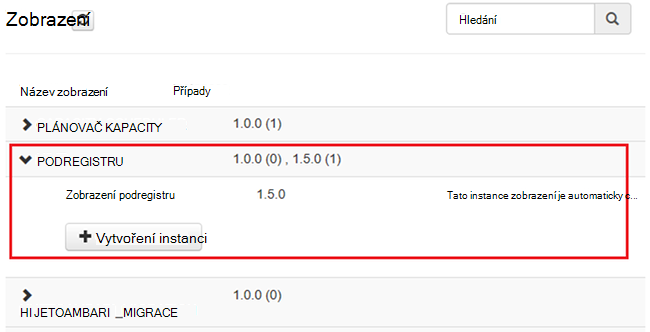 Zobrazení
Hledání
Název zobrazení Případy
PLÁNOVAČ KAPACITY 1.0.0 (1)
PODREGISTRU 1.0.0 (0) , 1.5.0 (1)
Zobrazení podregistru 1.5.0 Tato instance zobrazení je automaticky c...
Vytvoření instanci
1.0.0 (0)
HI JETOAMBARI _MIGRACE